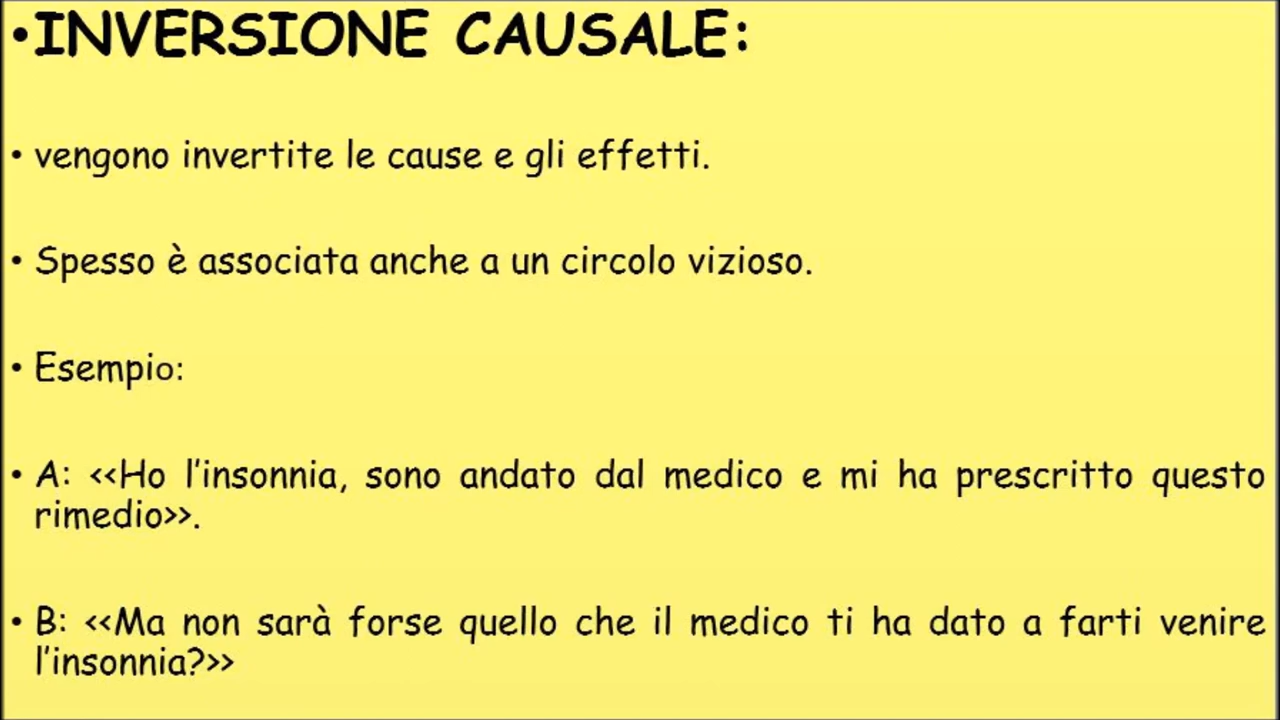 •INVERSIONE CAUSALE:
• vengono invertite le cause e gli effetti.
• Spesso è associata anche a un circolo vizioso.
• Esempio:
• A: <<Ho l'insonnia, sono andato dal medico e mi ha prescritto questo
rimedio>>.
• B: <<Ma non sarà forse quello che il medico ti ha dato a farti venire
l'insonnia?>>